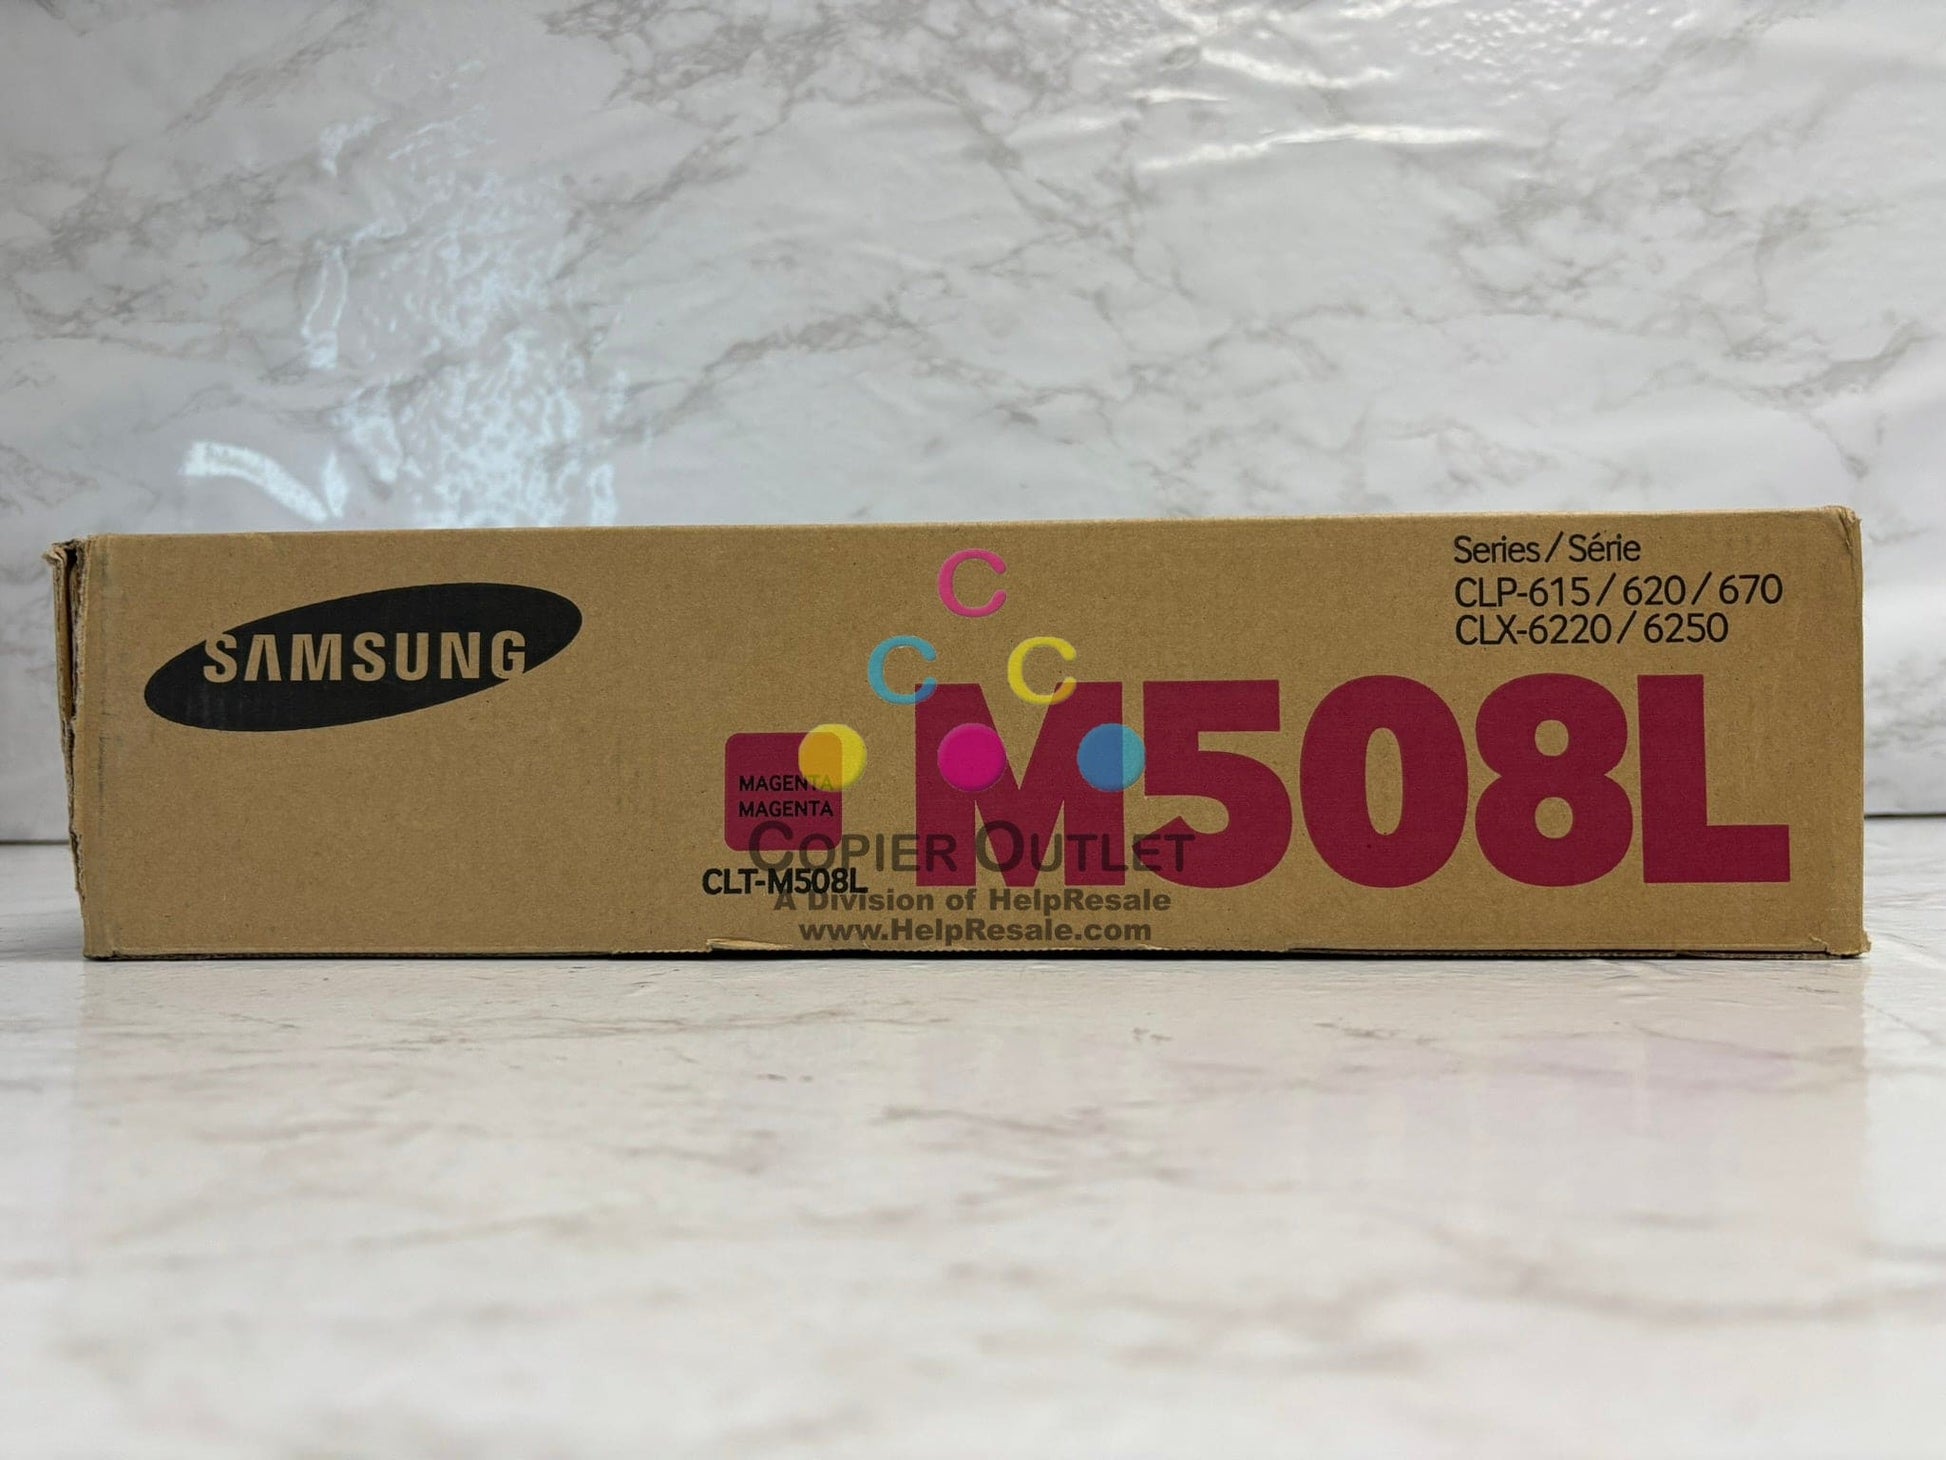 SAMSUNG
Series / Série
CLP-615 / 620 / 670
CLX-6220 / 6250
C
C C
M508L
MAGENTA
MAGENTA
CLT-M508L
COPIER OUTLET
A Division of HelpResale
www.HelpResale.com